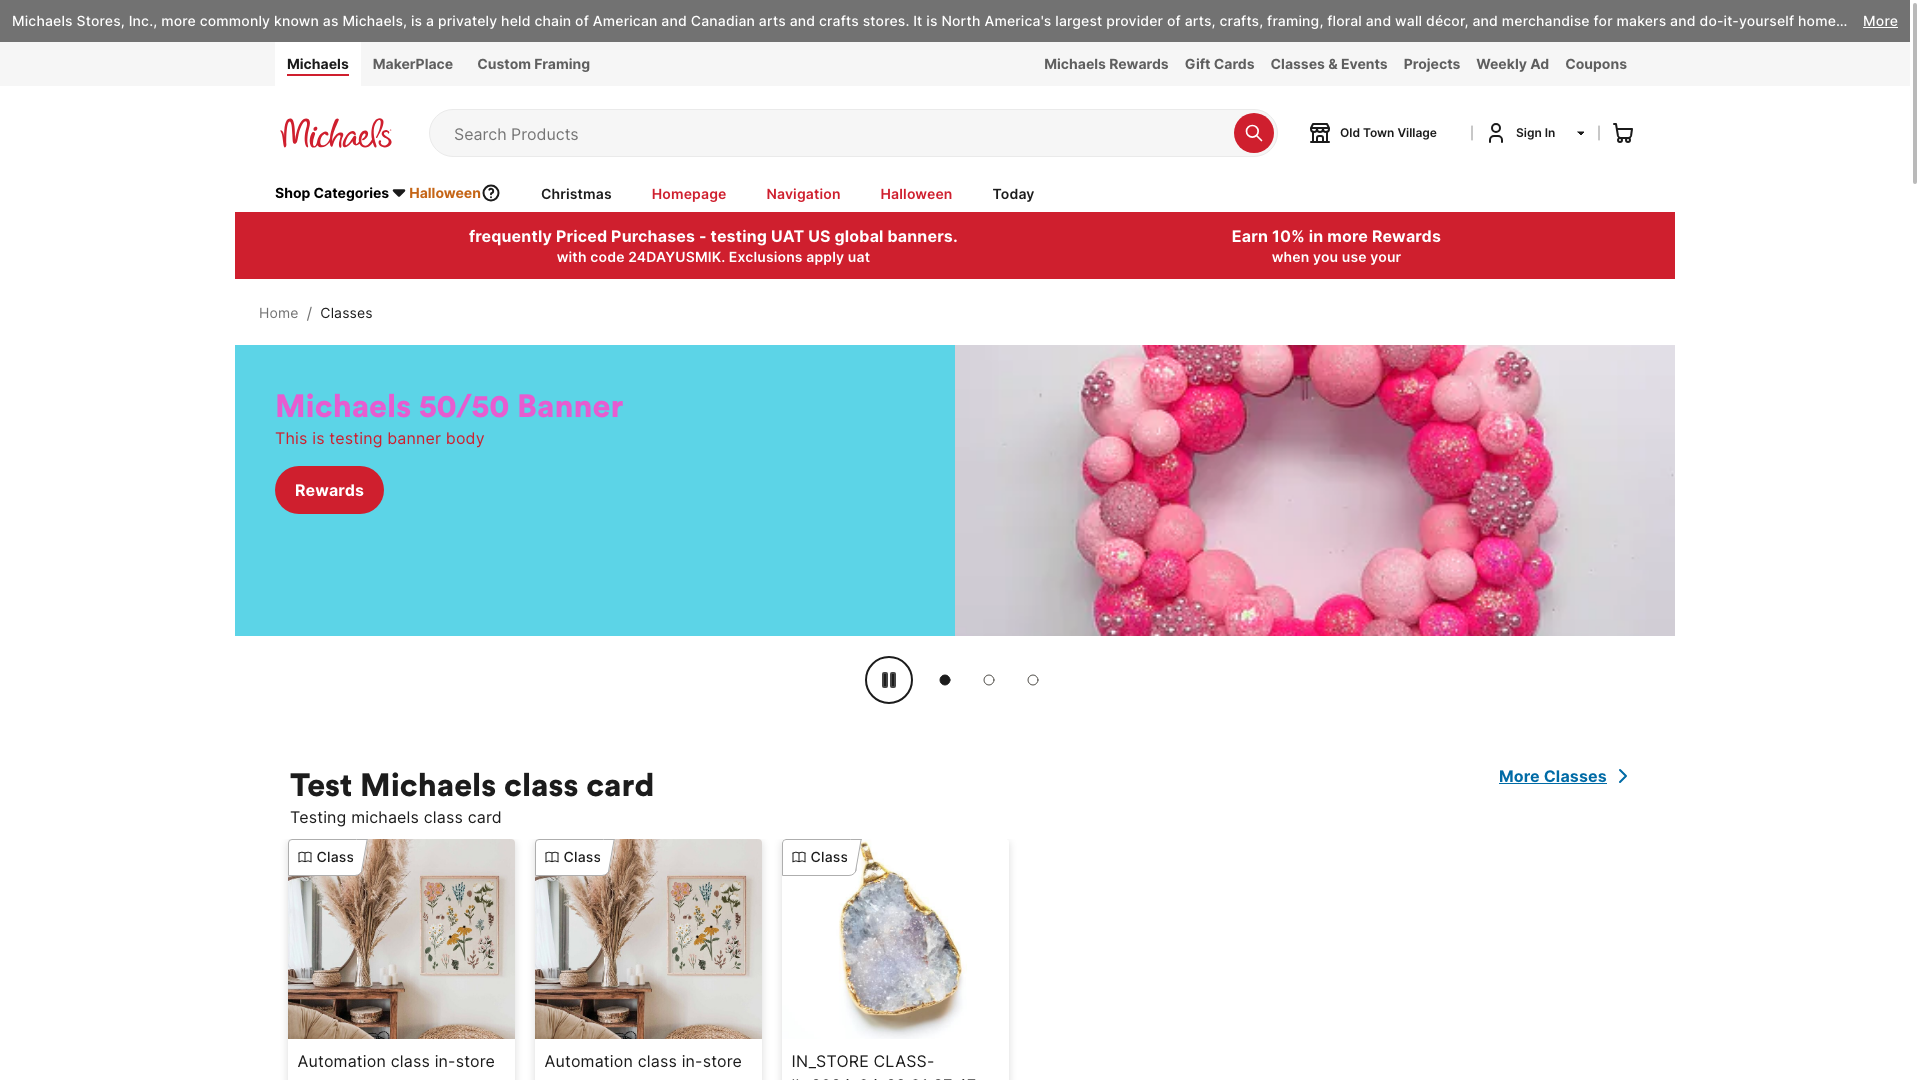 Michaels Stores, Inc., more commonly known as Michaels, is a privately held chain of American and Canadian arts and crafts stores. It is North America's largest provider of arts, crafts, framing, floral and wall décor, and merchandise for makers and do-it-yourself home... More
Michaels MakerPlace Custom Framing Michaels Rewards Gift Cards Classes & Events Projects Weekly Ad Coupons
Michaels Search Products Old Town Village Sign In
Shop Categories Halloween Christmas Homepage Navigation Halloween Today
frequently Priced Purchases - testing UAT US global banners. Earn 10% in more Rewards
with code 24DAYUSMIK. Exclusions apply uat when you use your
Home / Classes
Michaels 50/50 Banner
This is testing banner body
Rewards
Test Michaels class card More Classes
Testing michaels class card
Class Class Class
Automation class in-store Automation class in-store IN_STORE CLASS-